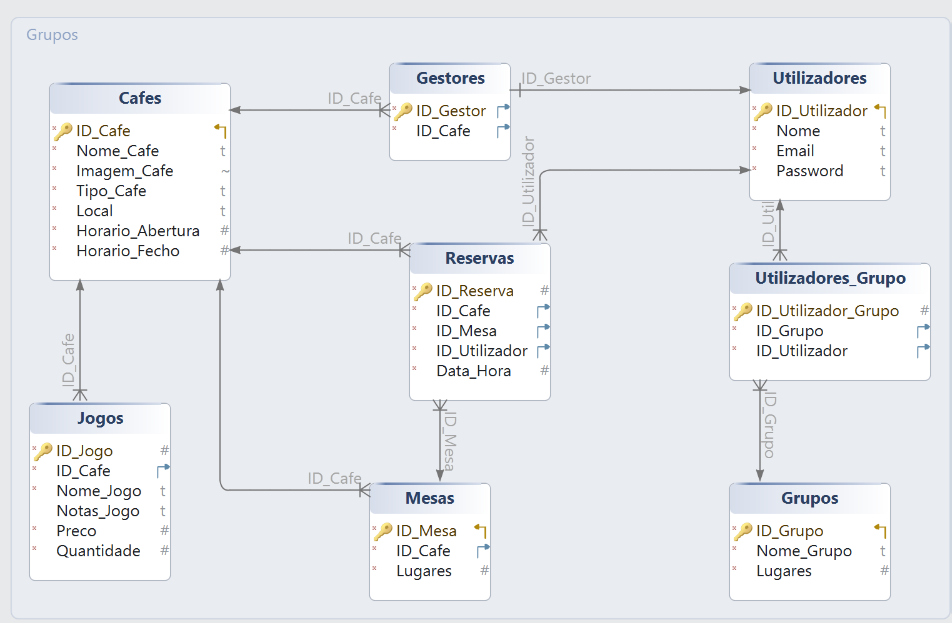 Grupos
Cafes
ID_Cafe
Nome_Cafe t
Imagem_Cafe ~
Tipo_Cafe t
Local t
Horario_Abertura #
Horario_Fecho #
ID_Cafe
Gestores
ID_Gestor
ID_Cafe
ID_Gestor
Utilizadores
ID_Utilizador
Nome t
Email t
Password t
ID_Utilizador
ID_Cafe
Reservas
ID_Reserva #
ID_Cafe
ID_Mesa
ID_Utilizador
Data_Hora #
ID_Util
Utilizadores_Grupo
ID_Utilizador_Grupo #
ID_Grupo
ID_Utilizador
ID_Cafe
Jogos
ID_Jogo #
ID_Cafe
Nome_Jogo t
Notas_Jogo t
Preco #
Quantidade #
ID_Mesa
ID_Cafe
Mesas
ID_Mesa
ID_Cafe
Lugares #
ID_Grupo
Grupos
ID_Grupo
Nome_Grupo t
Lugares #